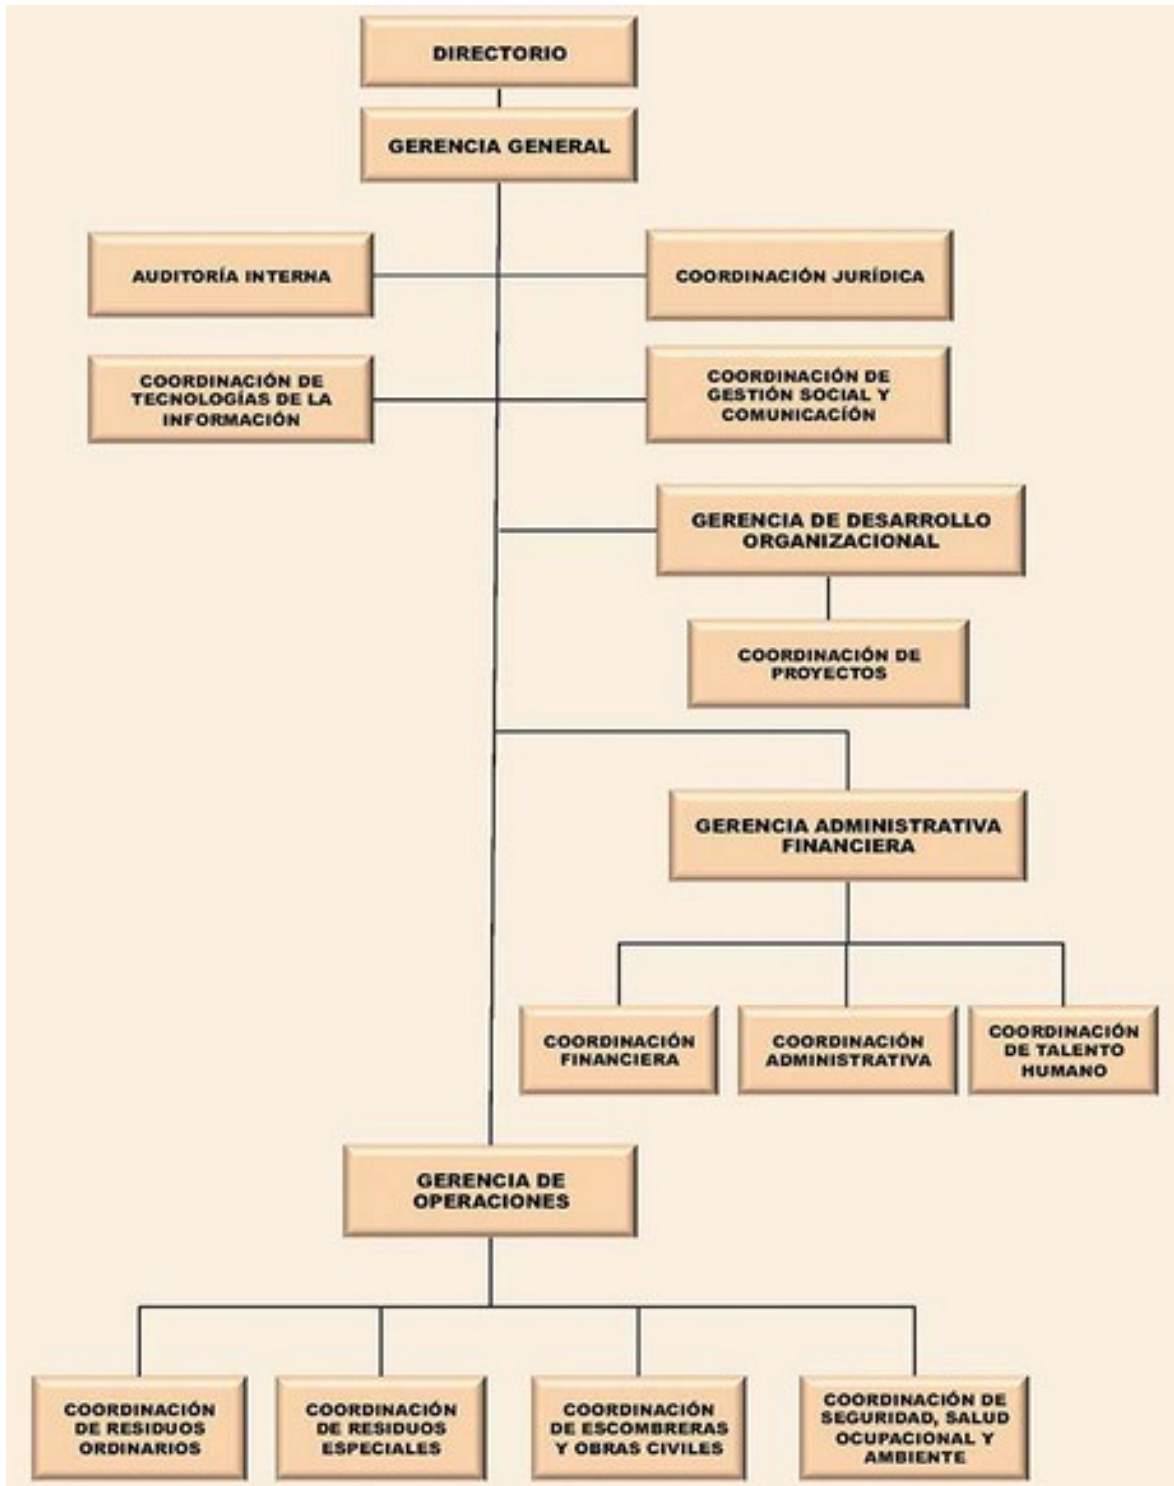 DIRECTORIO
GERENCIA GENERAL
AUDITORÍA INTERNA
COORDINACIÓN JURÍDICA
COORDINACIÓN DE
TECNOLOGÍAS DE LA
INFORMACIÓN
COORDINACIÓN DE
GESTIÓN SOCIAL Y
COMUNICACÍÓN
GERENCIA DE DESARROLLO
ORGANIZACIONAL
COORDINACIÓN DE
PROYECTOS
GERENCIA ADMINISTRATIVA
FINANCIERA
COORDINACIÓN
FINANCIERA
COORDINACIÓN
ADMINISTRATIVA
COORDINACIÓN
DE TALENTO
HUMANO
GERENCIA DE
OPERACIONES
COORDINACIÓN
DE RESIDUOS
ORDINARIOS
COORDINACIÓN
DE RESIDUOS
ESPECIALES
COORDINACIÓN
DE ESCOMBRERAS
Y OBRAS CIVILES
COORDINACIÓN DE
SEGURIDAD, SALUD
OCUPACIONAL Y
AMBIENTE